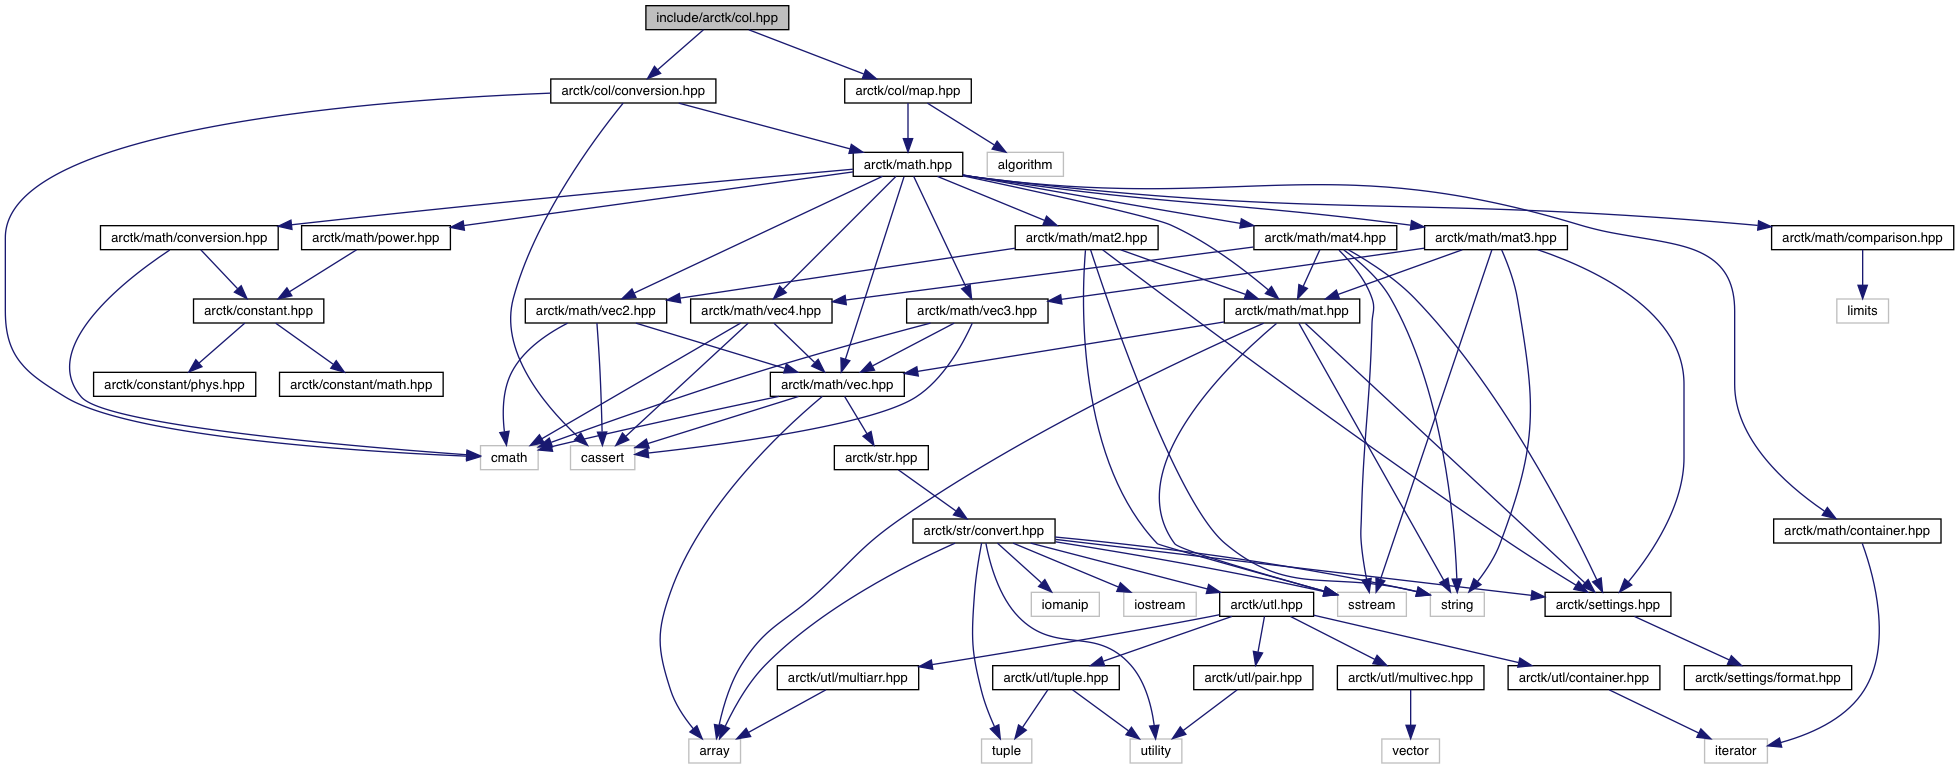 include/arctk/col.hpp
arctk/col/conversion.hpp
arctk/col/map.hpp
arctk/math.hpp
algorithm
arctk/math/conversion.hpp
arctk/math/power.hpp
arctk/math/mat2.hpp
arctk/math/mat4.hpp
arctk/math/mat3.hpp
arctk/math/comparison.hpp
arctk/constant.hpp
arctk/math/vec2.hpp
arctk/math/vec4.hpp
arctk/math/vec3.hpp
arctk/math/mat.hpp
limits
arctk/constant/phys.hpp
arctk/constant/math.hpp
arctk/math/vec.hpp
cmath
cassert
arctk/str.hpp
arctk/str/convert.hpp
arctk/math/container.hpp
iomanip
iostream
arctk/utl.hpp
sstream
string
arctk/settings.hpp
arctk/utl/multiarr.hpp
arctk/utl/tuple.hpp
arctk/utl/pair.hpp
arctk/utl/multivec.hpp
arctk/utl/container.hpp
arctk/settings/format.hpp
array
tuple
utility
vector
iterator